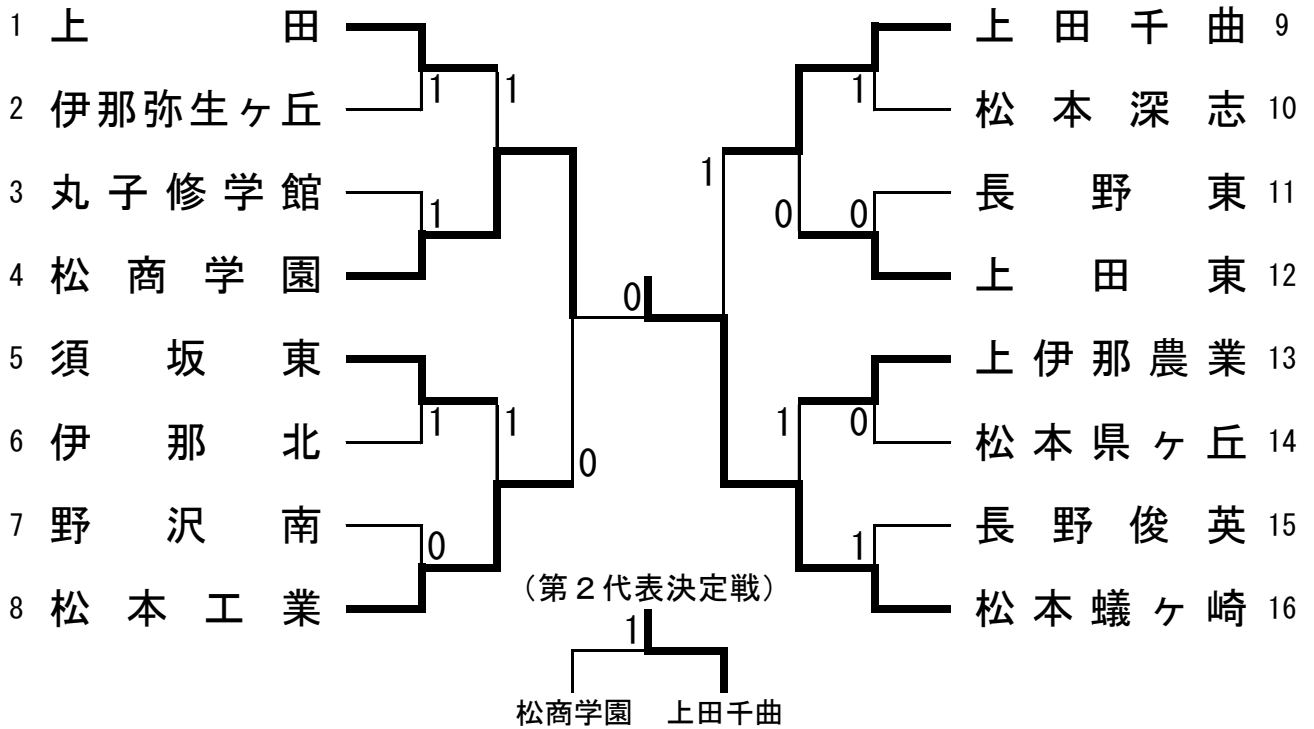 1 上田
2 伊那弥生ヶ丘
3 丸子修学館
4 松商学園
5 須坂東
6 伊那北
7 野沢南
8 松本工業
1
1
1
1
1
0
0
0
1
1
0
0
1
0
1
上田千曲 9
松本深志 10
長野東 11
上田東 12
上伊那農業 13
松本県ヶ丘 14
長野俊英 15
松本蟻ヶ崎 16
(第2代表決定戦)
1
松商学園 上田千曲